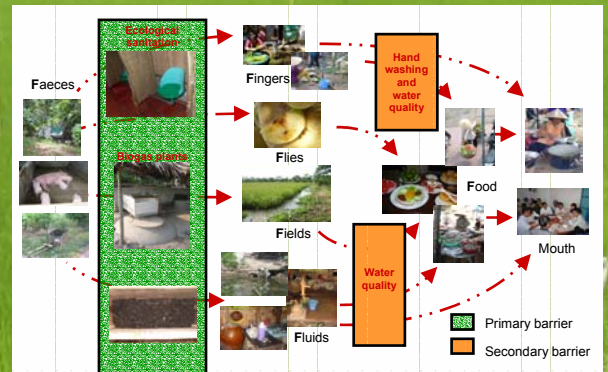 Ecological
sanitation
Faeces
Fingers
Hand
washing
and
water
quality
Biogas plants
Flies
Food
Fields
Water
quality
Mouth
Fluids
Primary barrier
Secondary barrier